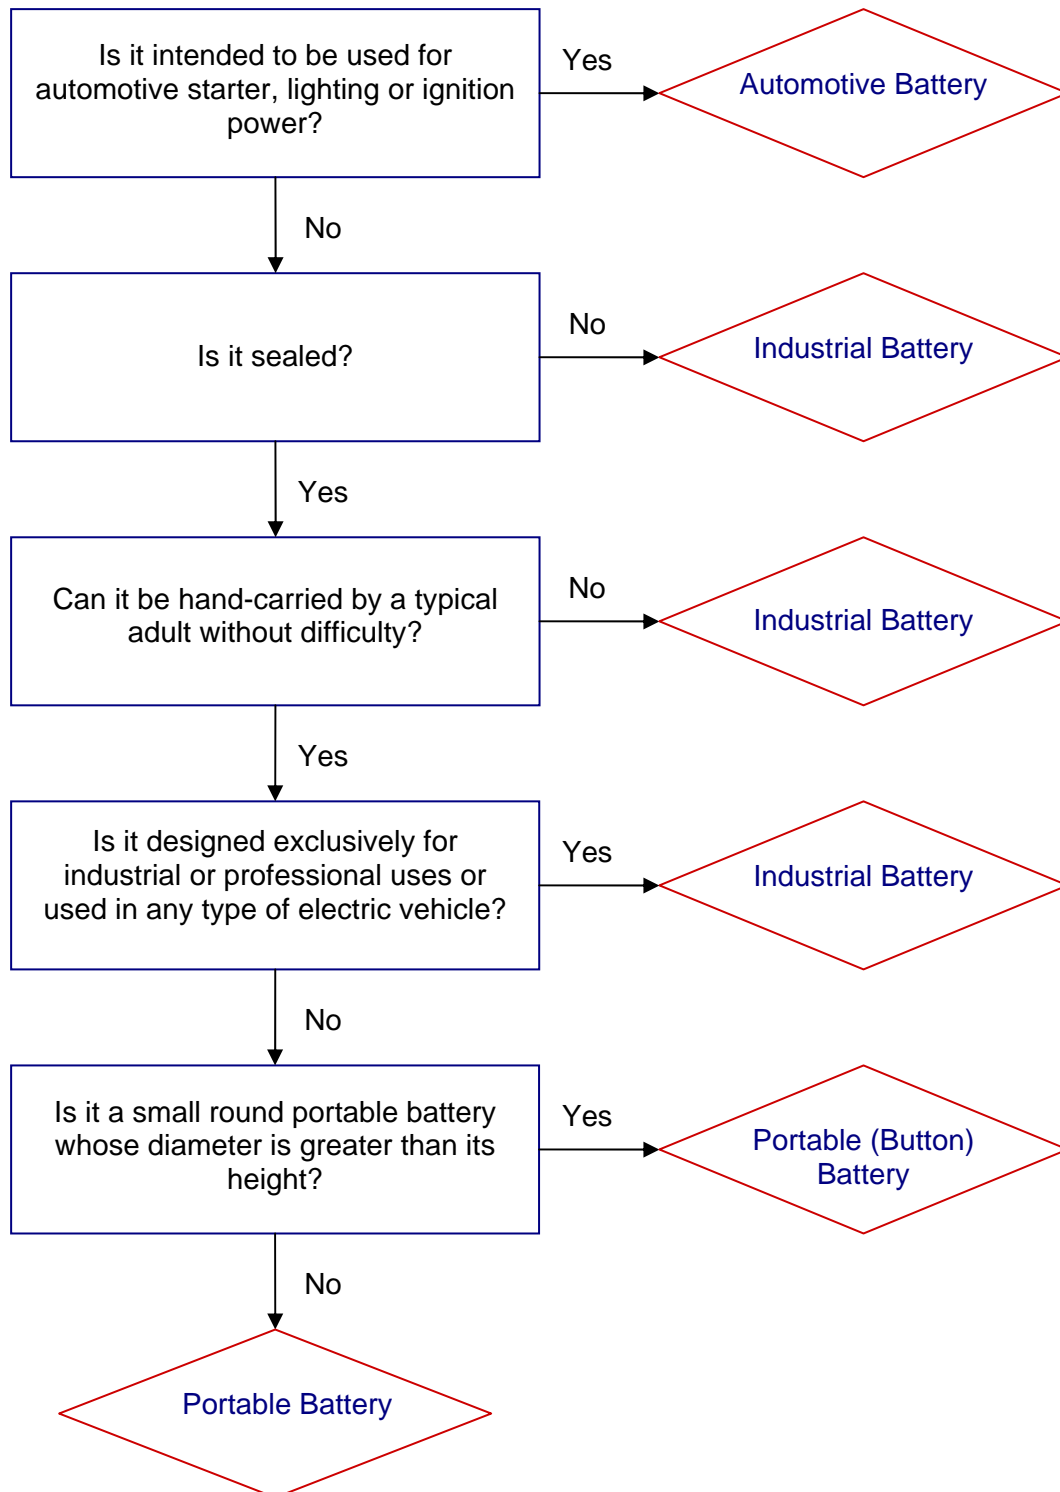 Is it intended to be used for
automotive starter, lighting or ignition
power?
Yes
Automotive Battery
No
Is it sealed?
No
Industrial Battery
Yes
Can it be hand-carried by a typical
adult without difficulty?
No
Industrial Battery
Yes
Is it designed exclusively for
industrial or professional uses or
used in any type of electric vehicle?
Yes
Industrial Battery
No
Is it a small round portable battery
whose diameter is greater than its
height?
Yes
Portable (Button)
Battery
No
Portable Battery